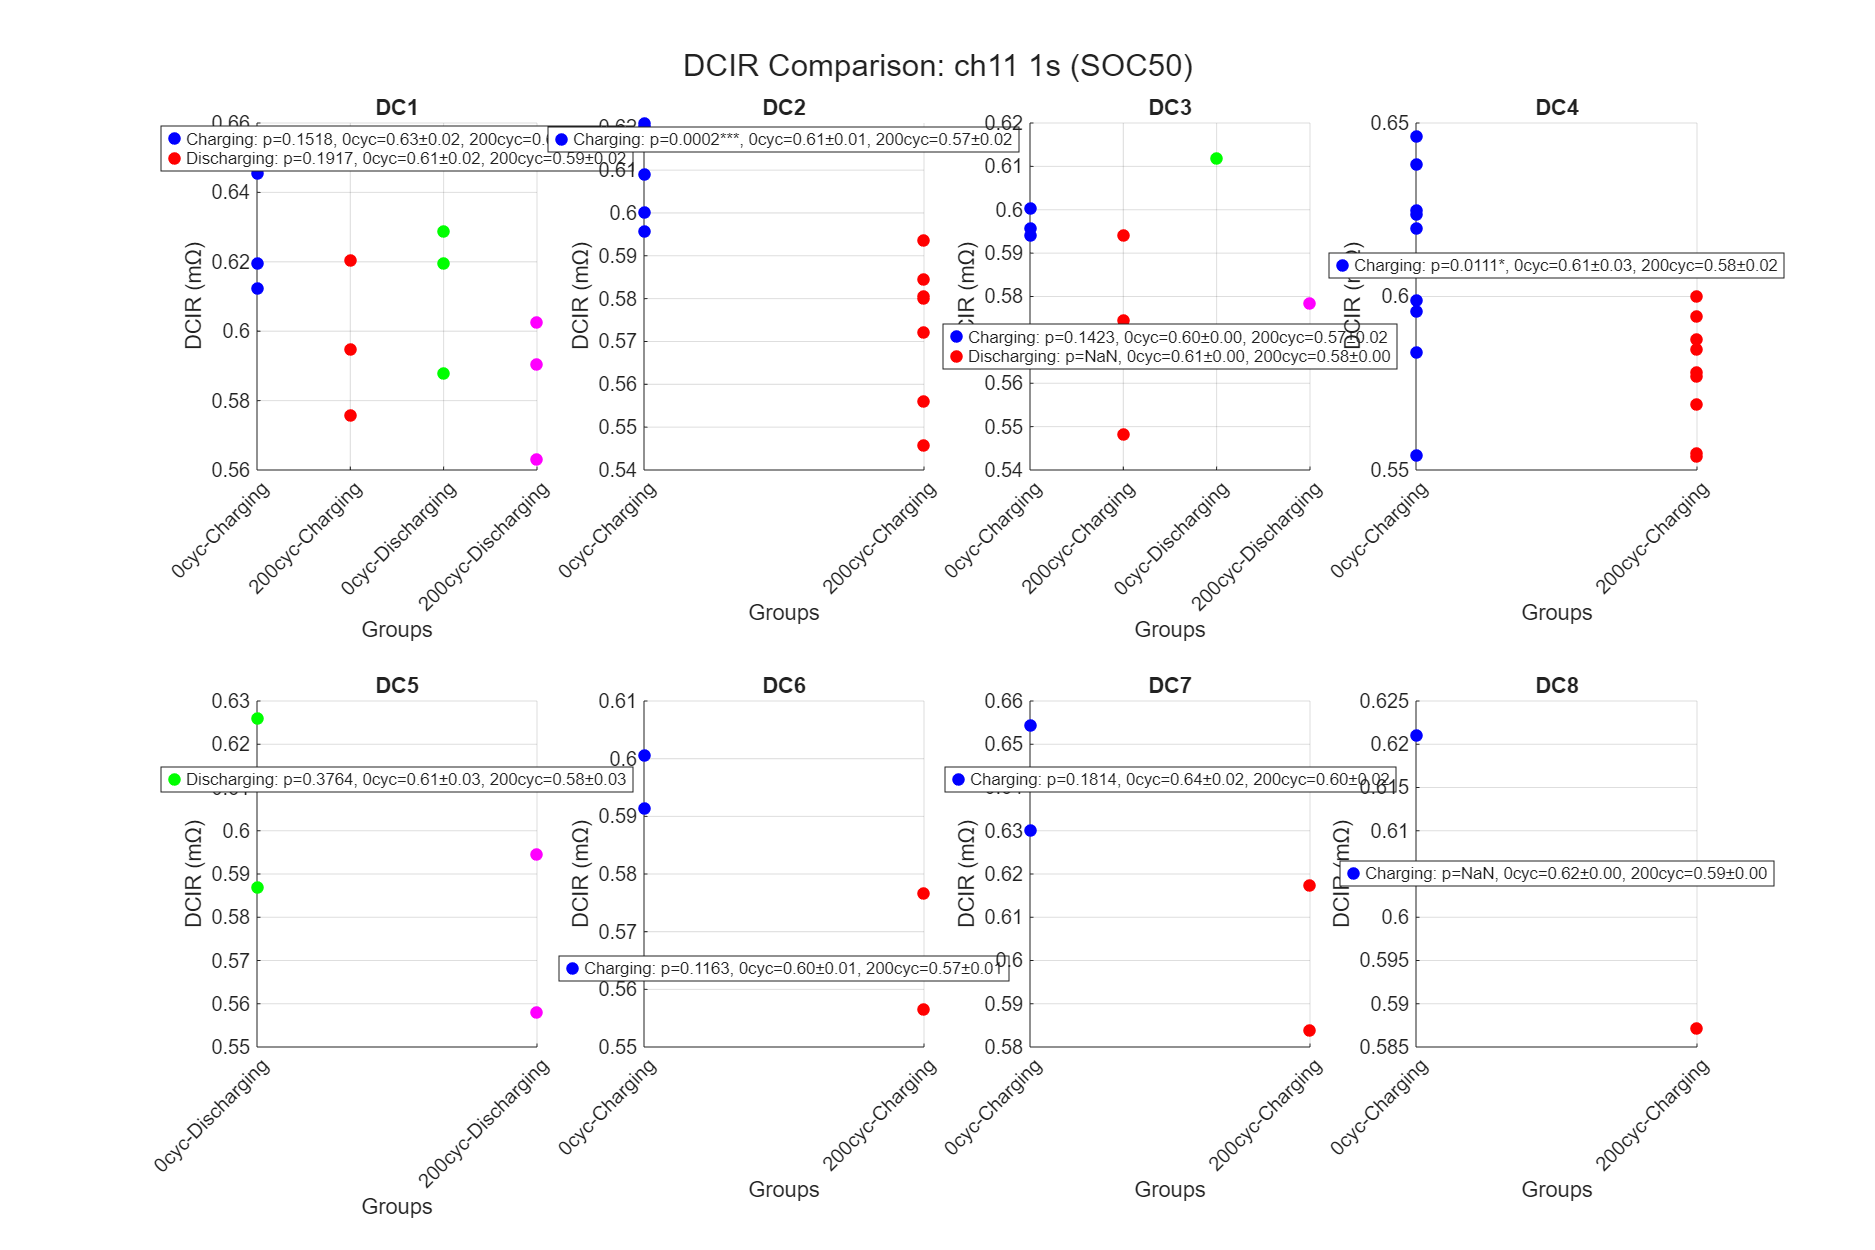 DCIR Comparison: ch11 1s (SOC50)
DC1
Charging: p=0.1518, 0cyc=0.63±0.02, 200cyc=0.
Discharging: p=0.1917, 0cyc=0.61±0.02, 200cyc=0.59±0.02
0.66
0.64
0.62
0.6
0.58
0.56
DCIR (mΩ)
0cyc-Charging
200cyc-Charging
0cyc-Discharging
200cyc-Discharging
Groups
DC2
Charging: p=0.0002***, 0cyc=0.61±0.01, 200cyc=0.57±0.02
0.62
0.61
0.6
0.59
0.58
0.57
0.56
0.55
0.54
DCIR (mΩ)
0cyc-Charging
200cyc-Charging
Groups
DC3
0.62
0.61
0.6
0.59
0.58
0.56
0.55
0.54
DCIR (mΩ)
Charging: p=0.1423, 0cyc=0.60±0.00, 200cyc=0.57±0.02
Discharging: p=NaN, 0cyc=0.61±0.00, 200cyc=0.58±0.00
0cyc-Charging
200cyc-Charging
0cyc-Discharging
200cyc-Discharging
Groups
DC4
0.65
0.6
0.55
DCIR (mΩ)
Charging: p=0.0111*, 0cyc=0.61±0.03, 200cyc=0.58±0.02
0cyc-Charging
200cyc-Charging
Groups
DC5
0.63
0.62
0.6
0.59
0.58
0.57
0.56
0.55
DCIR (mΩ)
Discharging: p=0.3764, 0cyc=0.61±0.03, 200cyc=0.58±0.03
0cyc-Discharging
200cyc-Discharging
Groups
DC6
0.61
0.6
0.59
0.58
0.57
0.56
0.55
DCIR (mΩ)
Charging: p=0.1163, 0cyc=0.60±0.01, 200cyc=0.57±0.01
0cyc-Charging
200cyc-Charging
Groups
DC7
0.66
0.65
0.63
0.62
0.61
0.6
0.59
0.58
DCIR (mΩ)
Charging: p=0.1814, 0cyc=0.64±0.02, 200cyc=0.60±0.02
0cyc-Charging
200cyc-Charging
Groups
DC8
0.625
0.62
0.615
0.61
0.6
0.595
0.59
0.585
DCIR (mΩ)
Charging: p=NaN, 0cyc=0.62±0.00, 200cyc=0.59±0.00
0cyc-Charging
200cyc-Charging
Groups